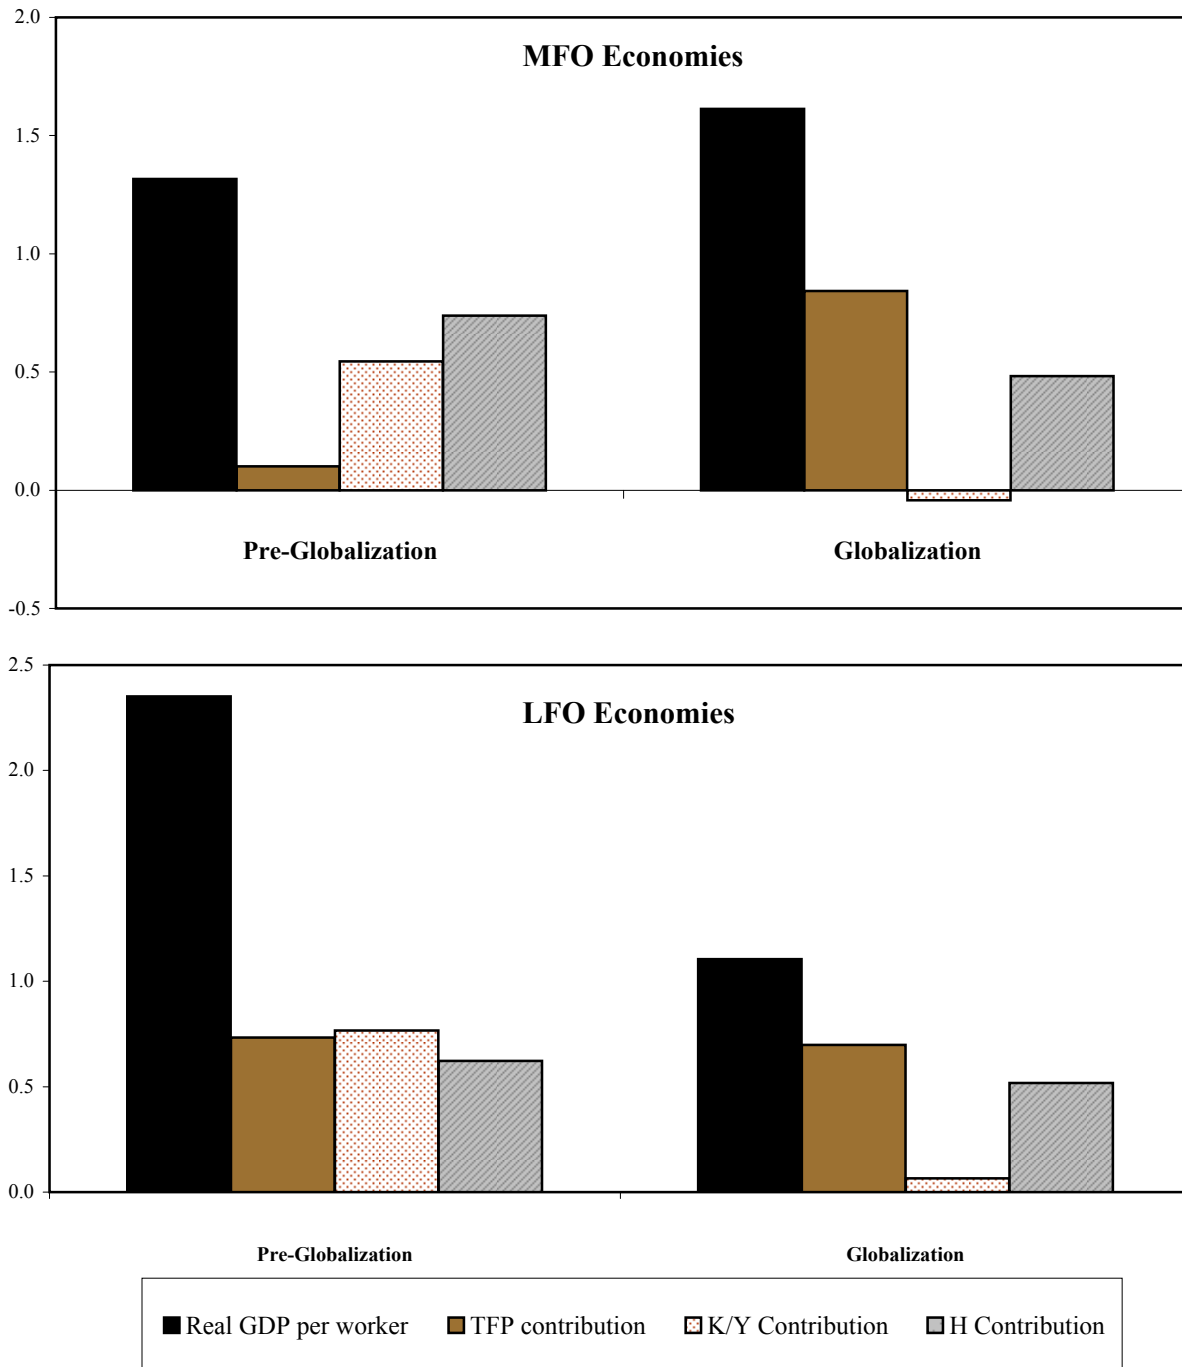 2.0
MFO Economies
1.5
1.0
0.5
0.0
Pre-Globalization Globalization
-0.5
2.5
LFO Economies
2.0
1.5
1.0
0.5
0.0
Pre-Globalization Globalization
Real GDP per worker TFP contribution K/Y Contribution H Contribution